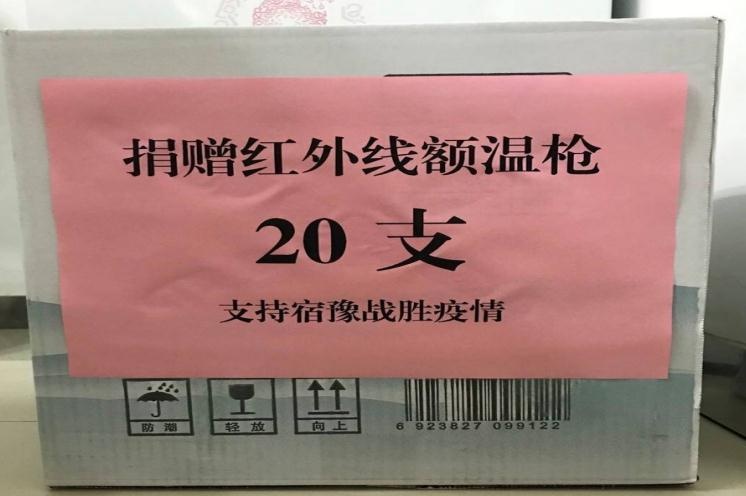 捐赠红外线额温枪
20 支
支持宿豫战胜疫情
防潮 轻放 向上
6 923827 099122